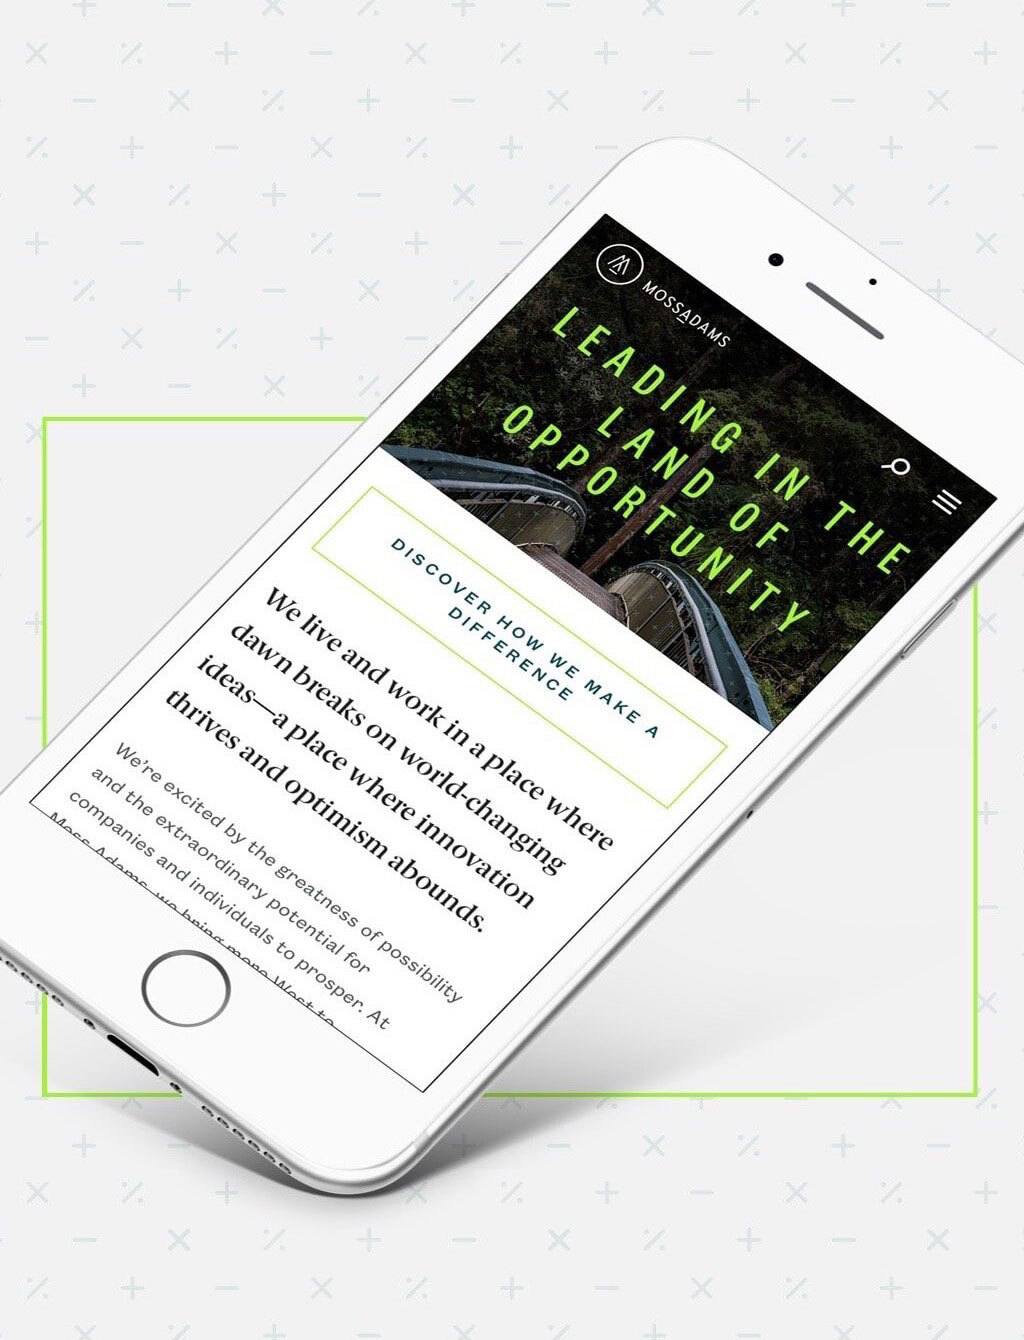 MOSSADAMS
LEADING IN THE
LAND OF
OPPORTUNITY
DISCOVER HOW WE MAKE A
DIFFERENCE
We live and work in a place where
dawn breaks on world-changing
ideas—a place where innovation
thrives and optimism abounds.
We’re excited by the greatness of possibility
and the extraordinary potential for
companies and individuals to prosper. At
Moss Adams, we bring more West to